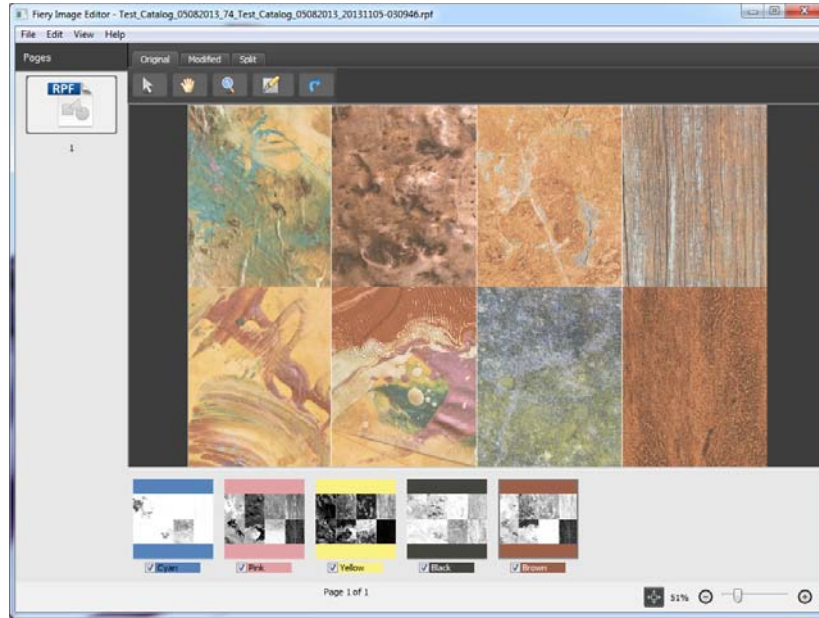 Fiery Image Editor - Test_Catalog_05082013_74_Test_Catalog_05082013_20131105-030946.rpf
File Edit View Help
Pages
Original Modified Split
RPF
1
Cyan Pink Yellow Black Brown
Page 1 of 1
51%